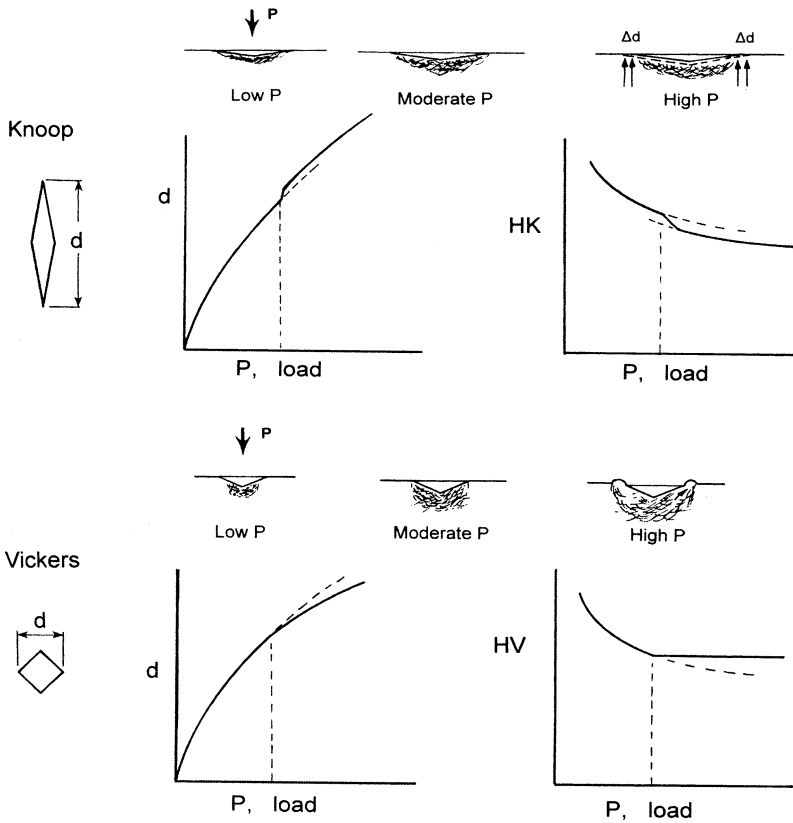 P
Δd Δd
Low P Moderate P High P
Knoop
d
d
P, load
HK
P, load
P
Low P Moderate P High P
Vickers
d
d
P, load
HV
P, load